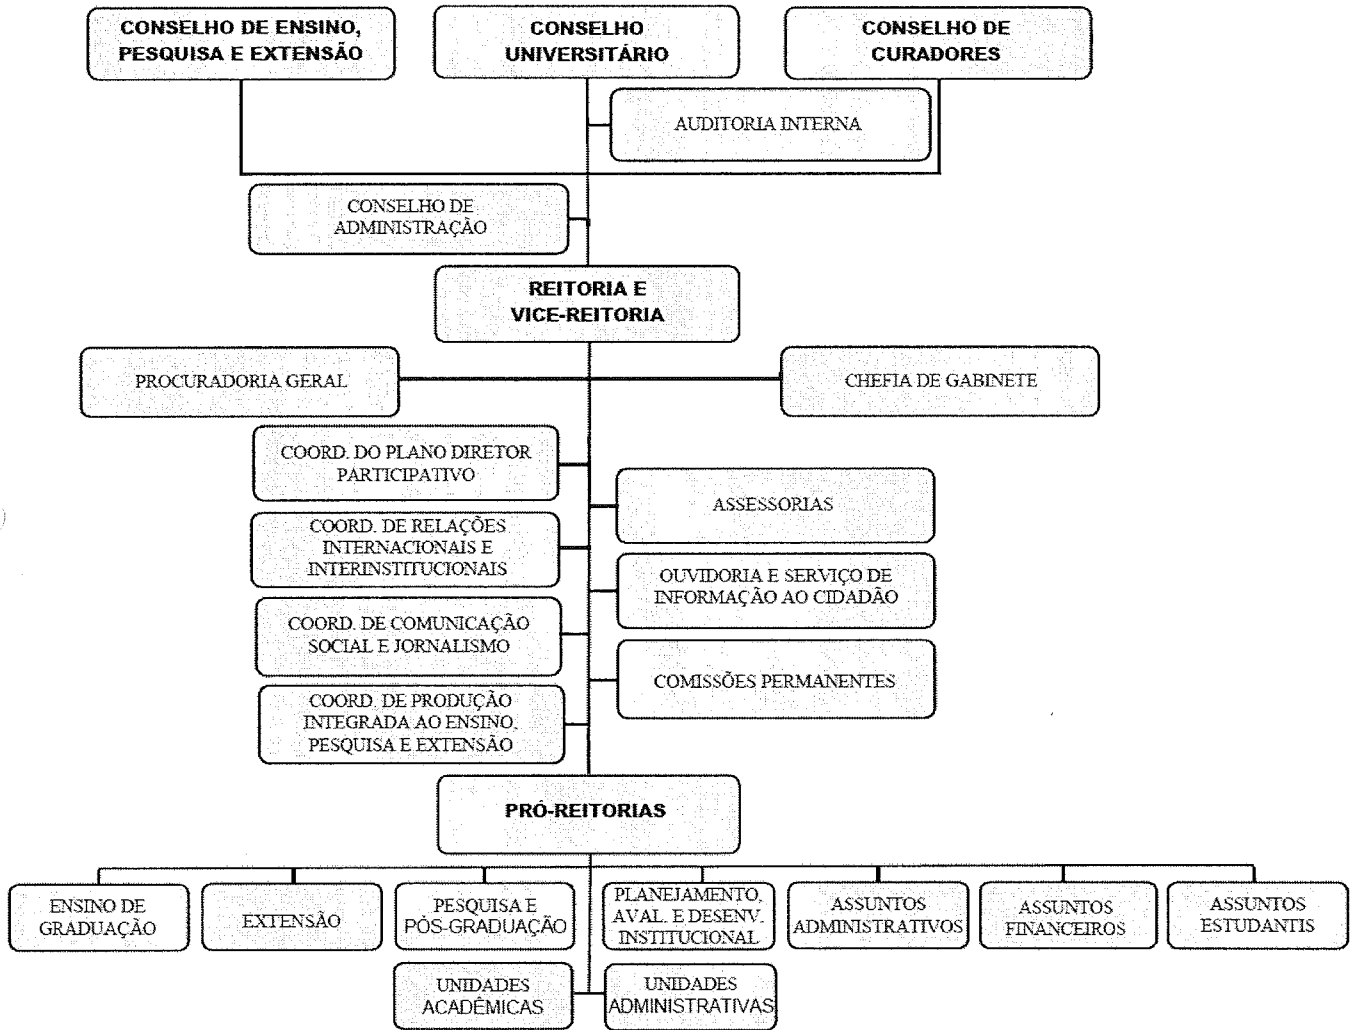 CONSELHO DE ENSINO,
PESQUISA E EXTENSÃO
CONSELHO
UNIVERSITÁRIO
CONSELHO DE
CURADORES
AUDITORIA INTERNA
CONSELHO DE
ADMINISTRAÇÃO
REITORIA E
VICE-REITORIA
PROCURADORIA GERAL
CHEFIA DE GABINETE
COORD. DO PLANO DIRETOR
PARTICIPATIVO
ASSESSORIAS
COORD. DE RELAÇÕES
INTERNACIONAIS E
INTERINSTITUCIONAIS
OUVIDORIA E SERVIÇO DE
INFORMAÇÃO AO CIDADÃO
COORD. DE COMUNICAÇÃO
SOCIAL E JORNALISMO
COMISSÕES PERMANENTES
COORD. DE PRODUÇÃO
INTEGRADA AO ENSINO,
PESQUISA E EXTENSÃO
PRÓ-REITORIAS
ENSINO DE
GRADUAÇÃO
EXTENSÃO
PESQUISA E
PÓS-GRADUAÇÃO
PLANEJAMENTO,
AVAL. E DESENV.
INSTITUCIONAL
ASSUNTOS
ADMINISTRATIVOS
ASSUNTOS
FINANCEIROS
ASSUNTOS
ESTUDANTIS
UNIDADES
ACADÊMICAS
UNIDADES
ADMINISTRATIVAS